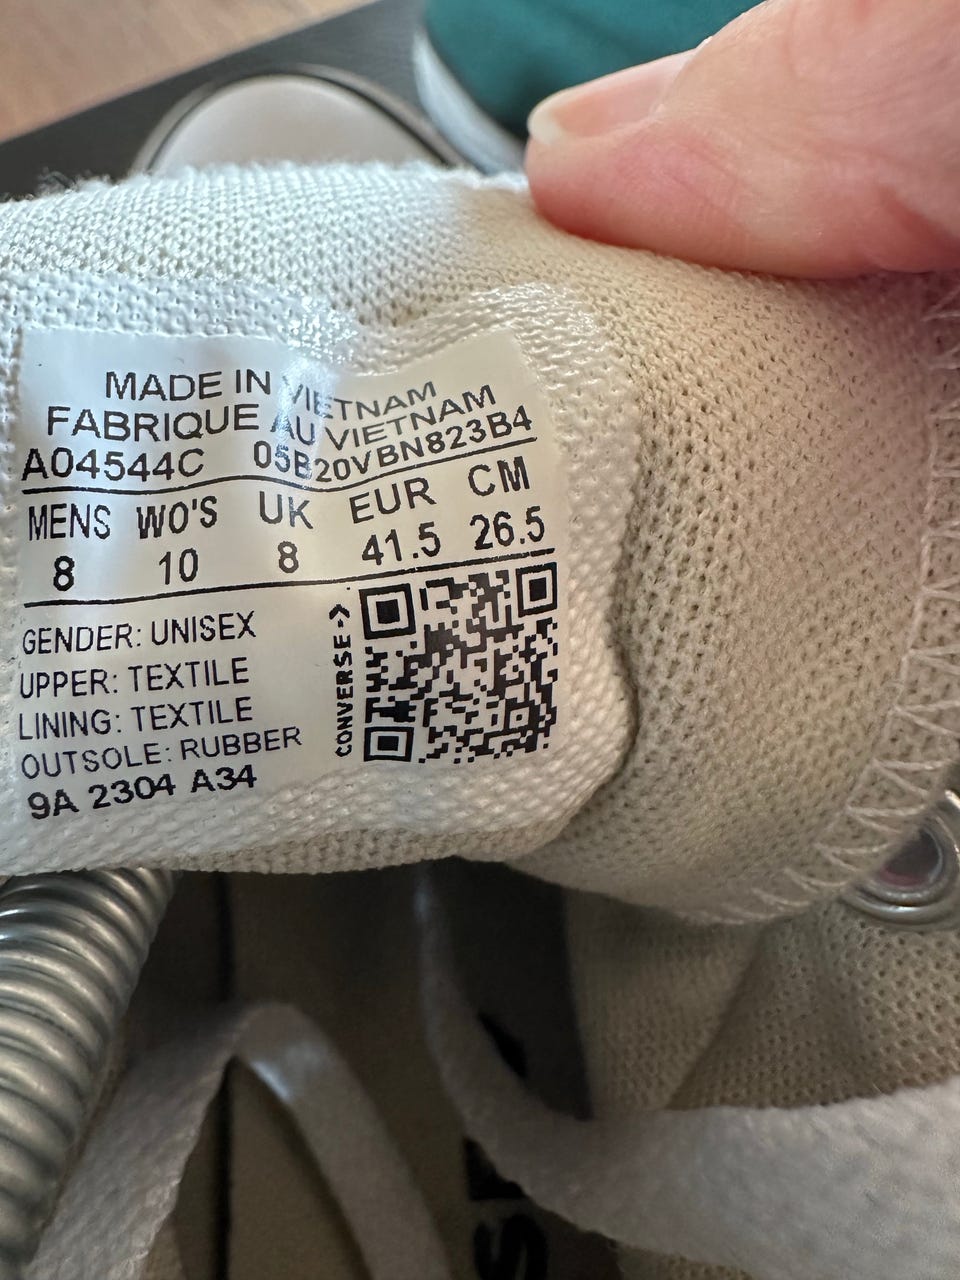 MADE IN VIETNAM
FABRIQUE AU VIETNAM
A04544C 05B20VBN823B4
MENS WO'S UK EUR CM
8 10 8 41.5 26.5
GENDER: UNISEX
UPPER: TEXTILE
LINING: TEXTILE
OUTSOLE: RUBBER
9A 2304 A34
CONVERSE ->